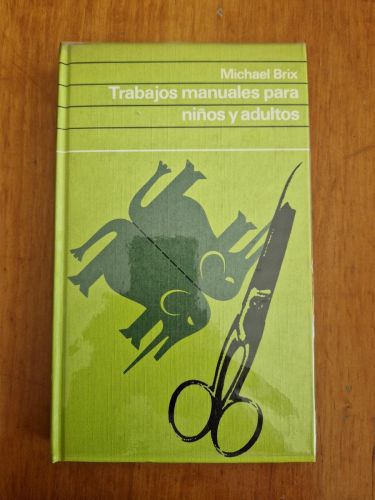 Michael Brix
Trabajos manuales para
niños y adultos